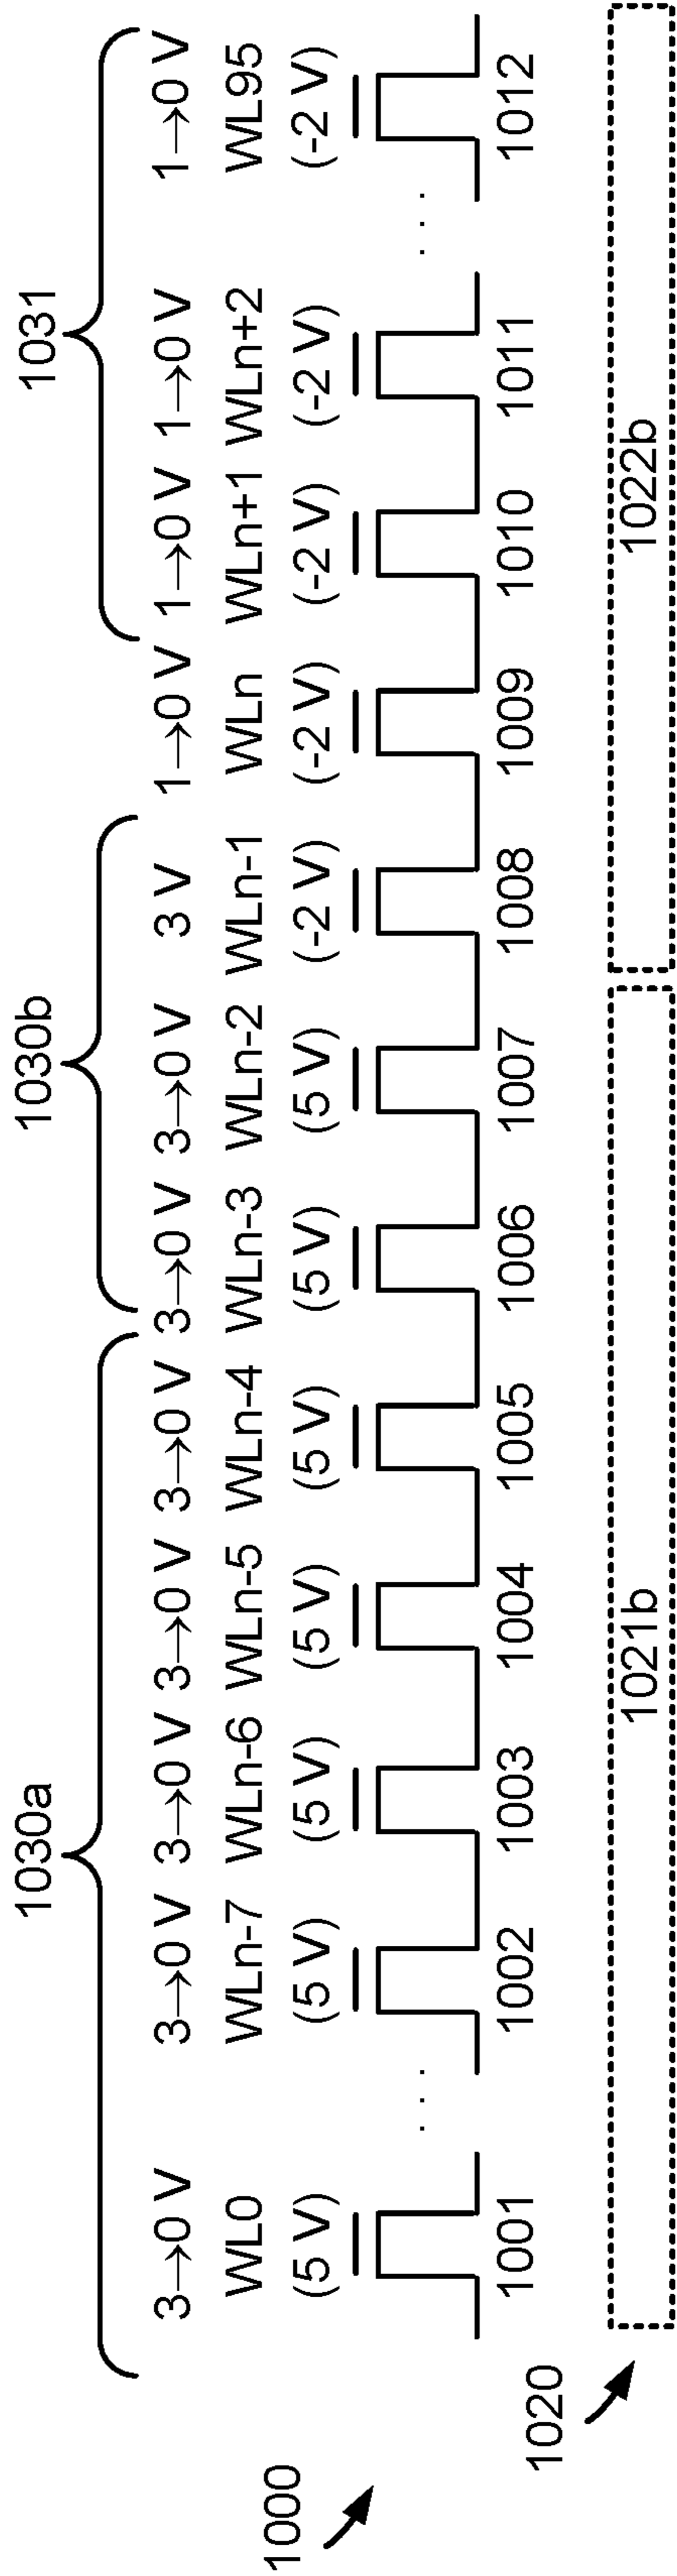 1030a 1030b 1031
3→0 V 3→0 V 3→0 V 3→0 V 3→0 V 3→0 V 3→0 V 3 V 1→0 V 1→0 V 1→0 V 1→0 V
WL0 WLn-7 WLn-6 WLn-5 WLn-4 WLn-3 WLn-2 WLn-1 WLn WLn+1 WLn+2 WL95
(5 V) (5 V) (5 V) (5 V) (5 V) (5 V) (5 V) (-2 V) (-2 V) (-2 V) (-2 V) (-2 V)
1000
. . . . . .
1001 1002 1003 1004 1005 1006 1007 1008 1009 1010 1011 1012
1020
1021b 1022b